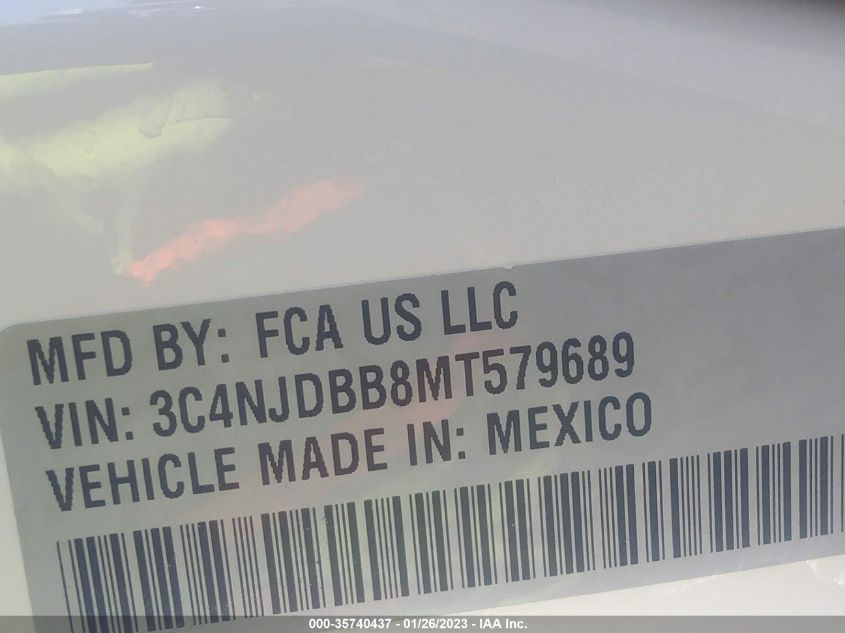 MFD BY: FCA US LLC
VIN: 3C4NJDBB8MT579689
VEHICLE MADE IN: MEXICO
000-35740437 - 01/26/2023 - IAA Inc.